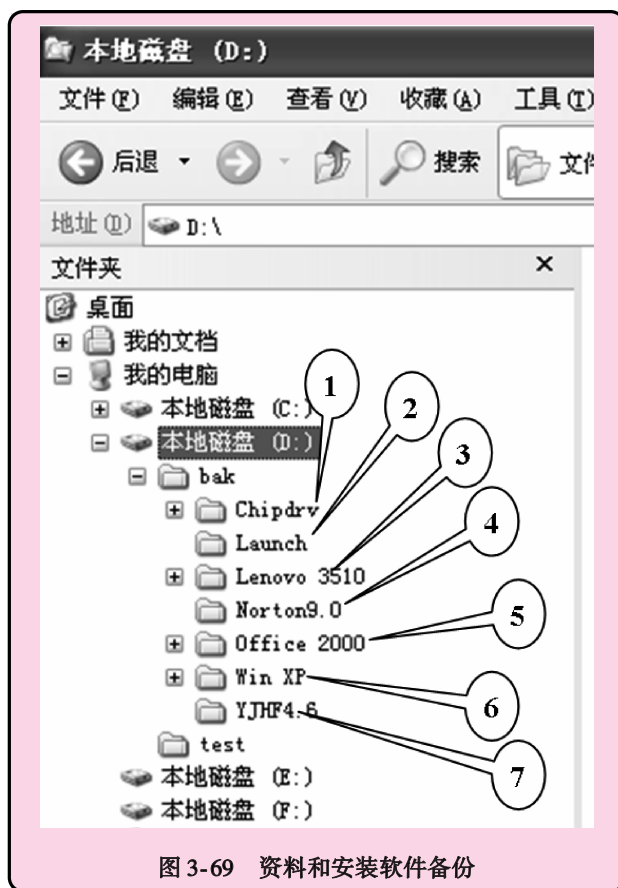 本地磁盘 (D:)
文件(F) 编辑(E) 查看(V) 收藏(A) 工具(T)
后退 搜索 文件
地址(D) D:\
文件夹 ×
桌面
我的文档
我的电脑
1
本地磁盘 (C:)
2
本地磁盘 (D:)
3
bak
Chipdrv
4
Launch
Lenovo 3510
Norton9.0
5
Office 2000
Win XP
6
YJHF4.6
test
7
本地磁盘 (E:)
本地磁盘 (F:)
图 3-69 资料和安装软件备份